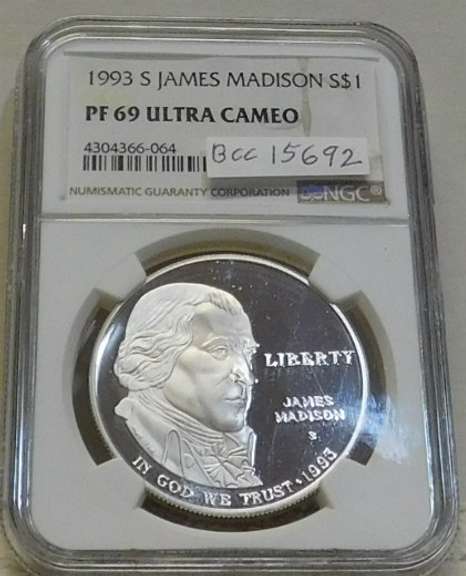 1993 S JAMES MADISON S$1
PF 69 ULTRA CAMEO
4304366-064
BCC 15692
NUMISMATIC GUARANTY CORPORATION NGC®
LIBERTY
JAMES
MADISON
S
IN GOD WE TRUST • 1993